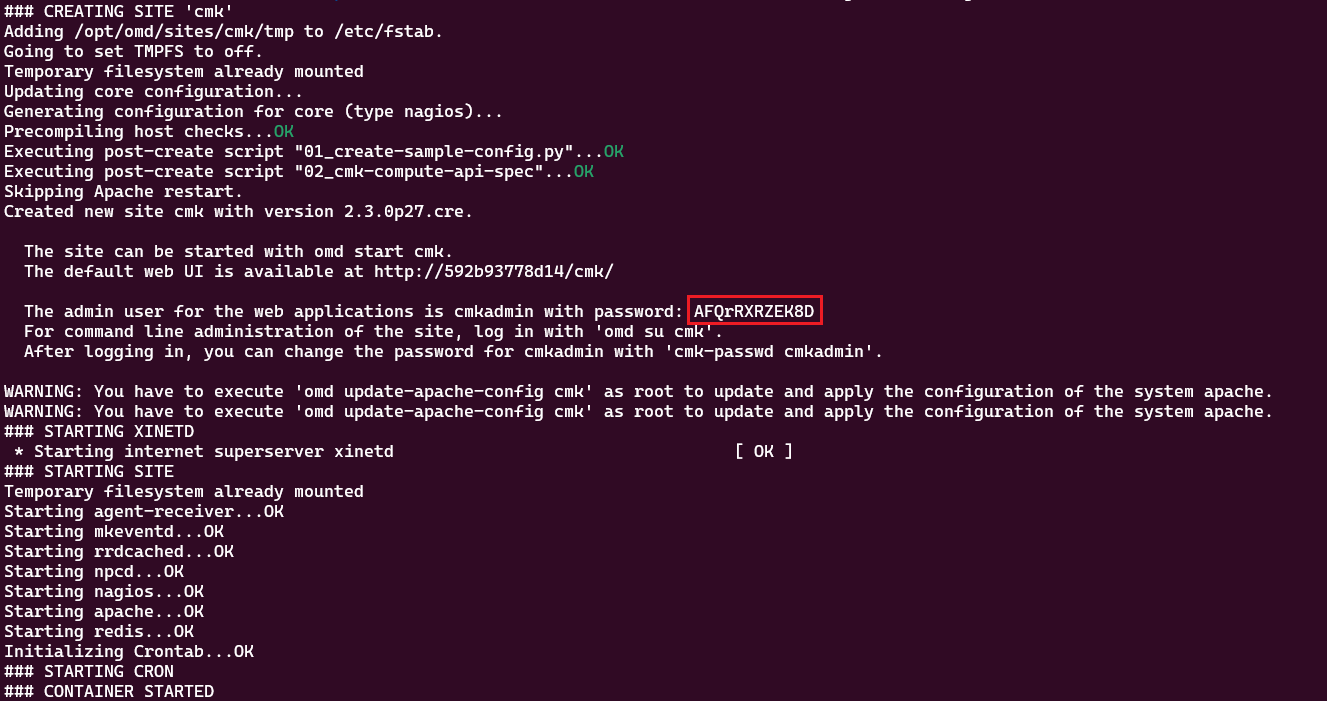 ### CREATING SITE 'cmk'
Adding /opt/omd/sites/cmk/tmp to /etc/fstab.
Going to set TMPFS to off.
Temporary filesystem already mounted
Updating core configuration...
Generating configuration for core (type nagios)...
Precompiling host checks...OK
Executing post-create script "01_create-sample-config.py"...OK
Executing post-create script "02_cmk-compute-api-spec"...OK
Skipping Apache restart.
Created new site cmk with version 2.3.0p27.cre.
The site can be started with omd start cmk.
The default web UI is available at http://592b93778d14/cmk/
The admin user for the web applications is cmkadmin with password: AFQrRXRZEK8D
For command line administration of the site, log in with 'omd su cmk'.
After logging in, you can change the password for cmkadmin with 'cmk-passwd cmkadmin'.
WARNING: You have to execute 'omd update-apache-config cmk' as root to update and apply the configuration of the system apache.
WARNING: You have to execute 'omd update-apache-config cmk' as root to update and apply the configuration of the system apache.
### STARTING XINETD
* Starting internet superserver xinetd [ OK ]
### STARTING SITE
Temporary filesystem already mounted
Starting agent-receiver...OK
Starting mkeventd...OK
Starting rrdcached...OK
Starting npcd...OK
Starting nagios...OK
Starting apache...OK
Starting redis...OK
Initializing Crontab...OK
### STARTING CRON
### CONTAINER STARTED